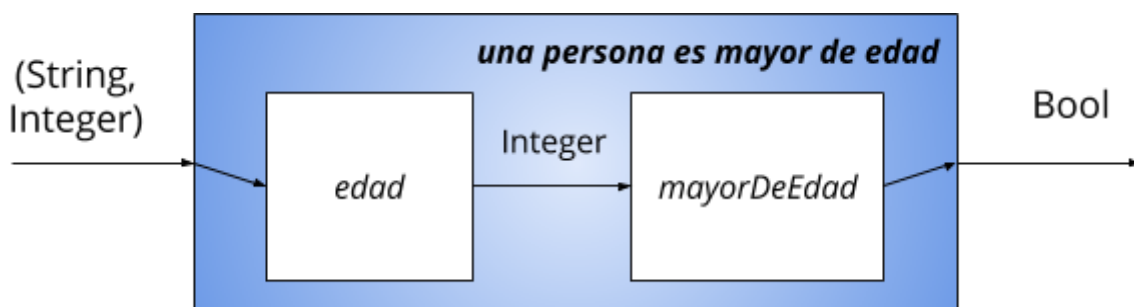 una persona es mayor de edad
(String,
Integer)
edad
Integer
mayorDeEdad
Bool